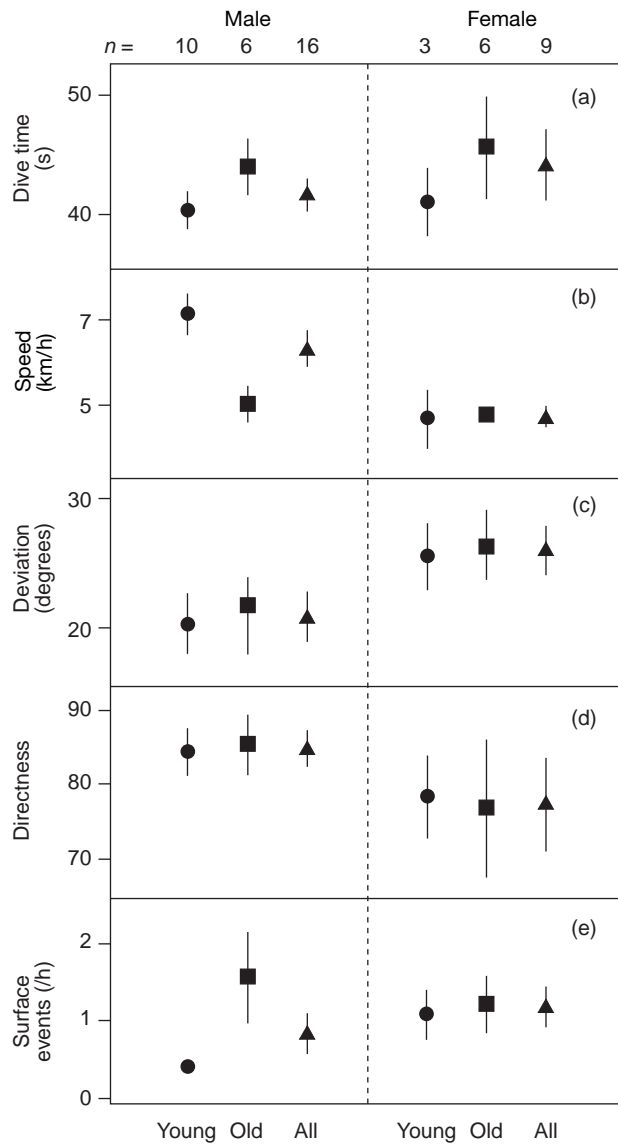 Male Female
n = 10 6 16 3 6 9
Dive time (s)
50
40
(a)
Speed (km/h)
7
5
(b)
Deviation (degrees)
30
20
(c)
Directness
90
80
70
(d)
Surface events (/h)
2
1
0
(e)
Young Old All Young Old All